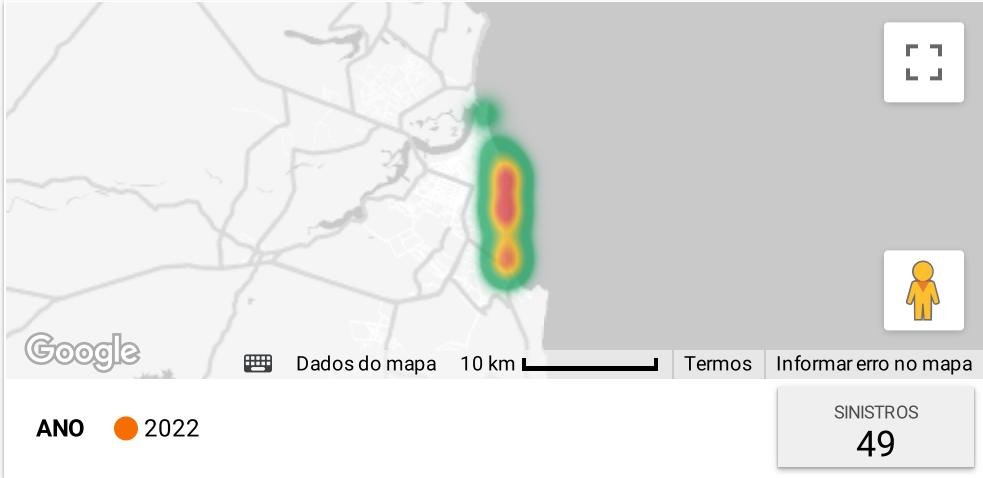 Google
Dados do mapa 10 km Termos Informar erro no mapa
ANO 2022
SINISTROS
49